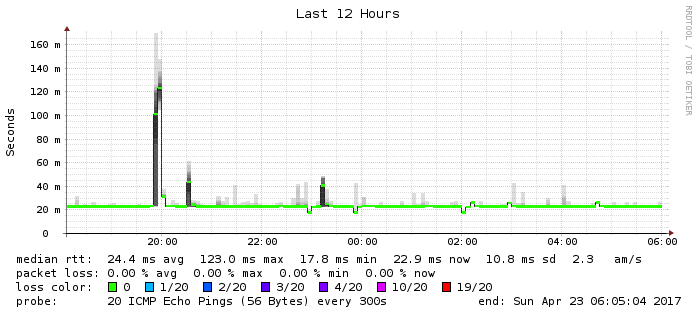 Last 12 Hours
RRDTOOL / TOBI OETIKER
Seconds
160 m
140 m
120 m
100 m
80 m
60 m
40 m
20 m
0
20:00 22:00 00:00 02:00 04:00 06:00
median rtt: 24.4 ms avg 123.0 ms max 17.8 ms min 22.9 ms now 10.8 ms sd 2.3 am/s
packet loss: 0.00 % avg 0.00 % max 0.00 % min 0.00 % now
loss color: 0 1/20 2/20 3/20 4/20 10/20 19/20
probe: 20 ICMP Echo Pings (56 Bytes) every 300s end: Sun Apr 23 06:05:04 2017